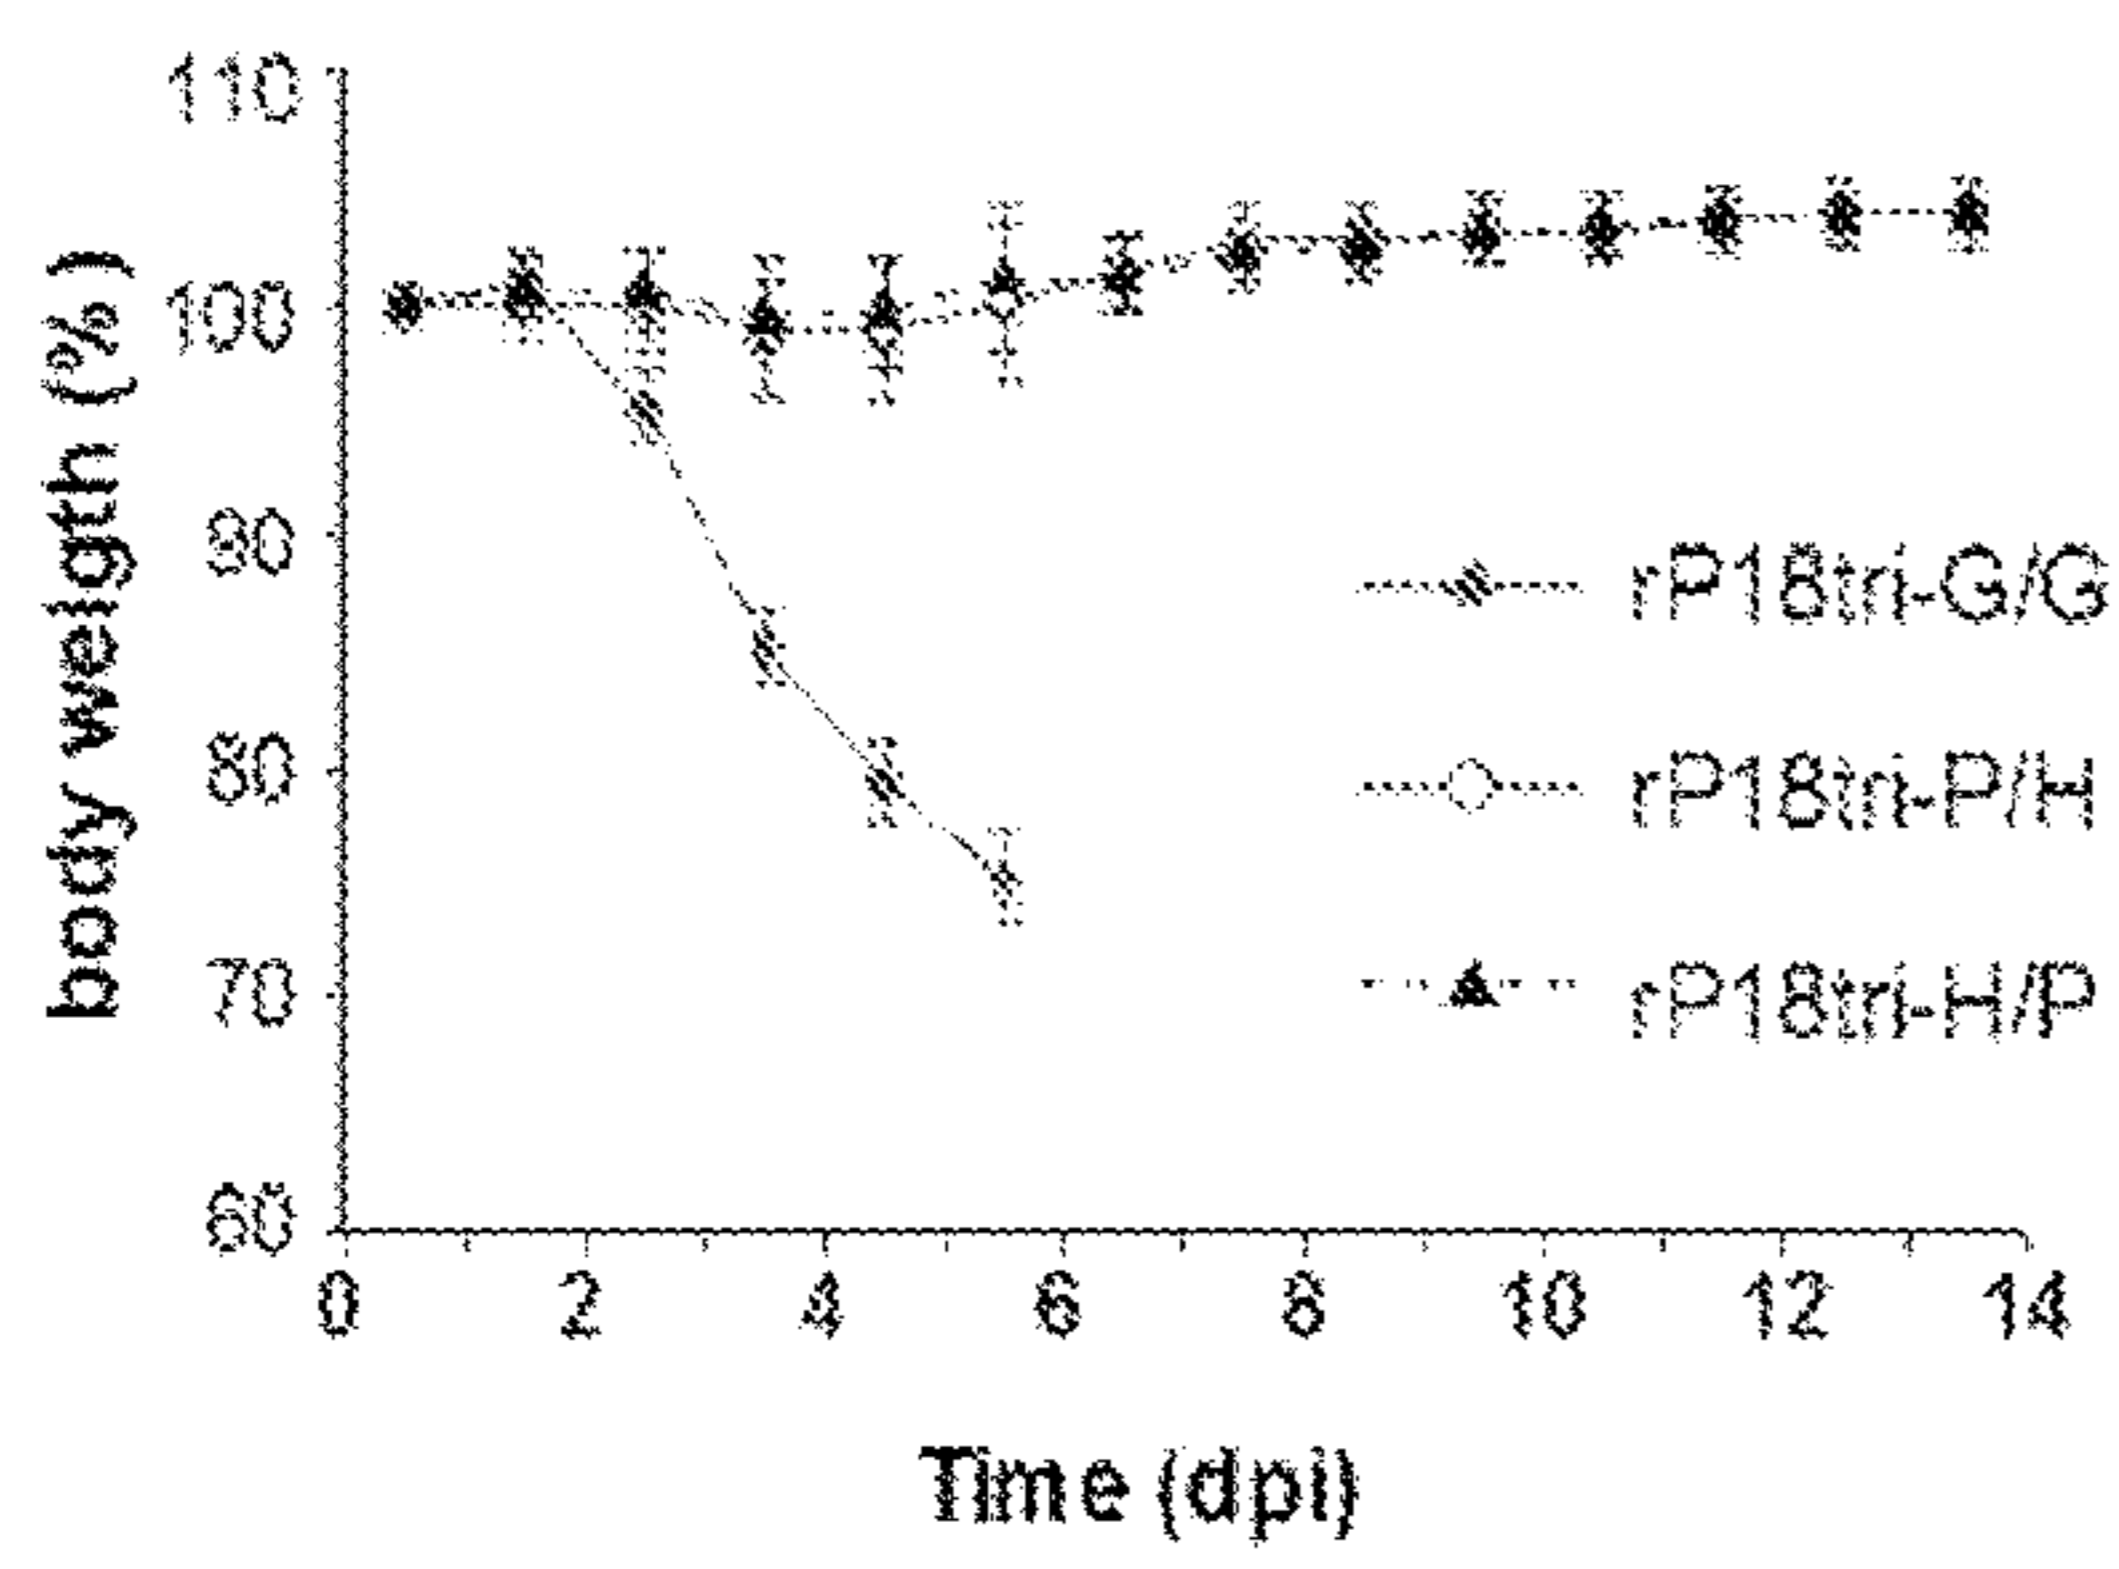 110
100
90
80
70
60
body weigth (%)
0 2 4 6 8 10 12 14
Time (dpi)
rP18tri-G/G
rP18tri-P/H
rP18tri-H/P